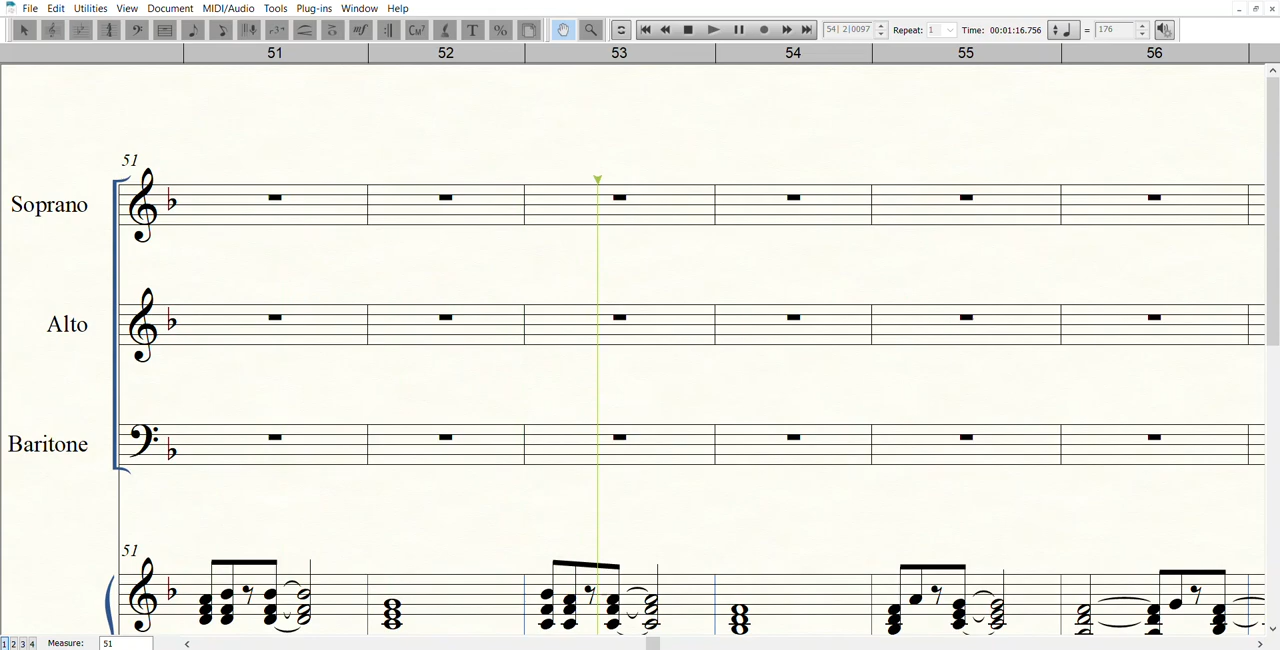 File Edit Utilities View Document MIDI/Audio Tools Plug-ins Window Help
mf CM7 T % 54| 2|0097 Repeat: 1 Time: 00:01:16.756 = 176
51 52 53 54 55 56
51
Soprano
Alto
Baritone
51
1 2 3 4 Measure: 51